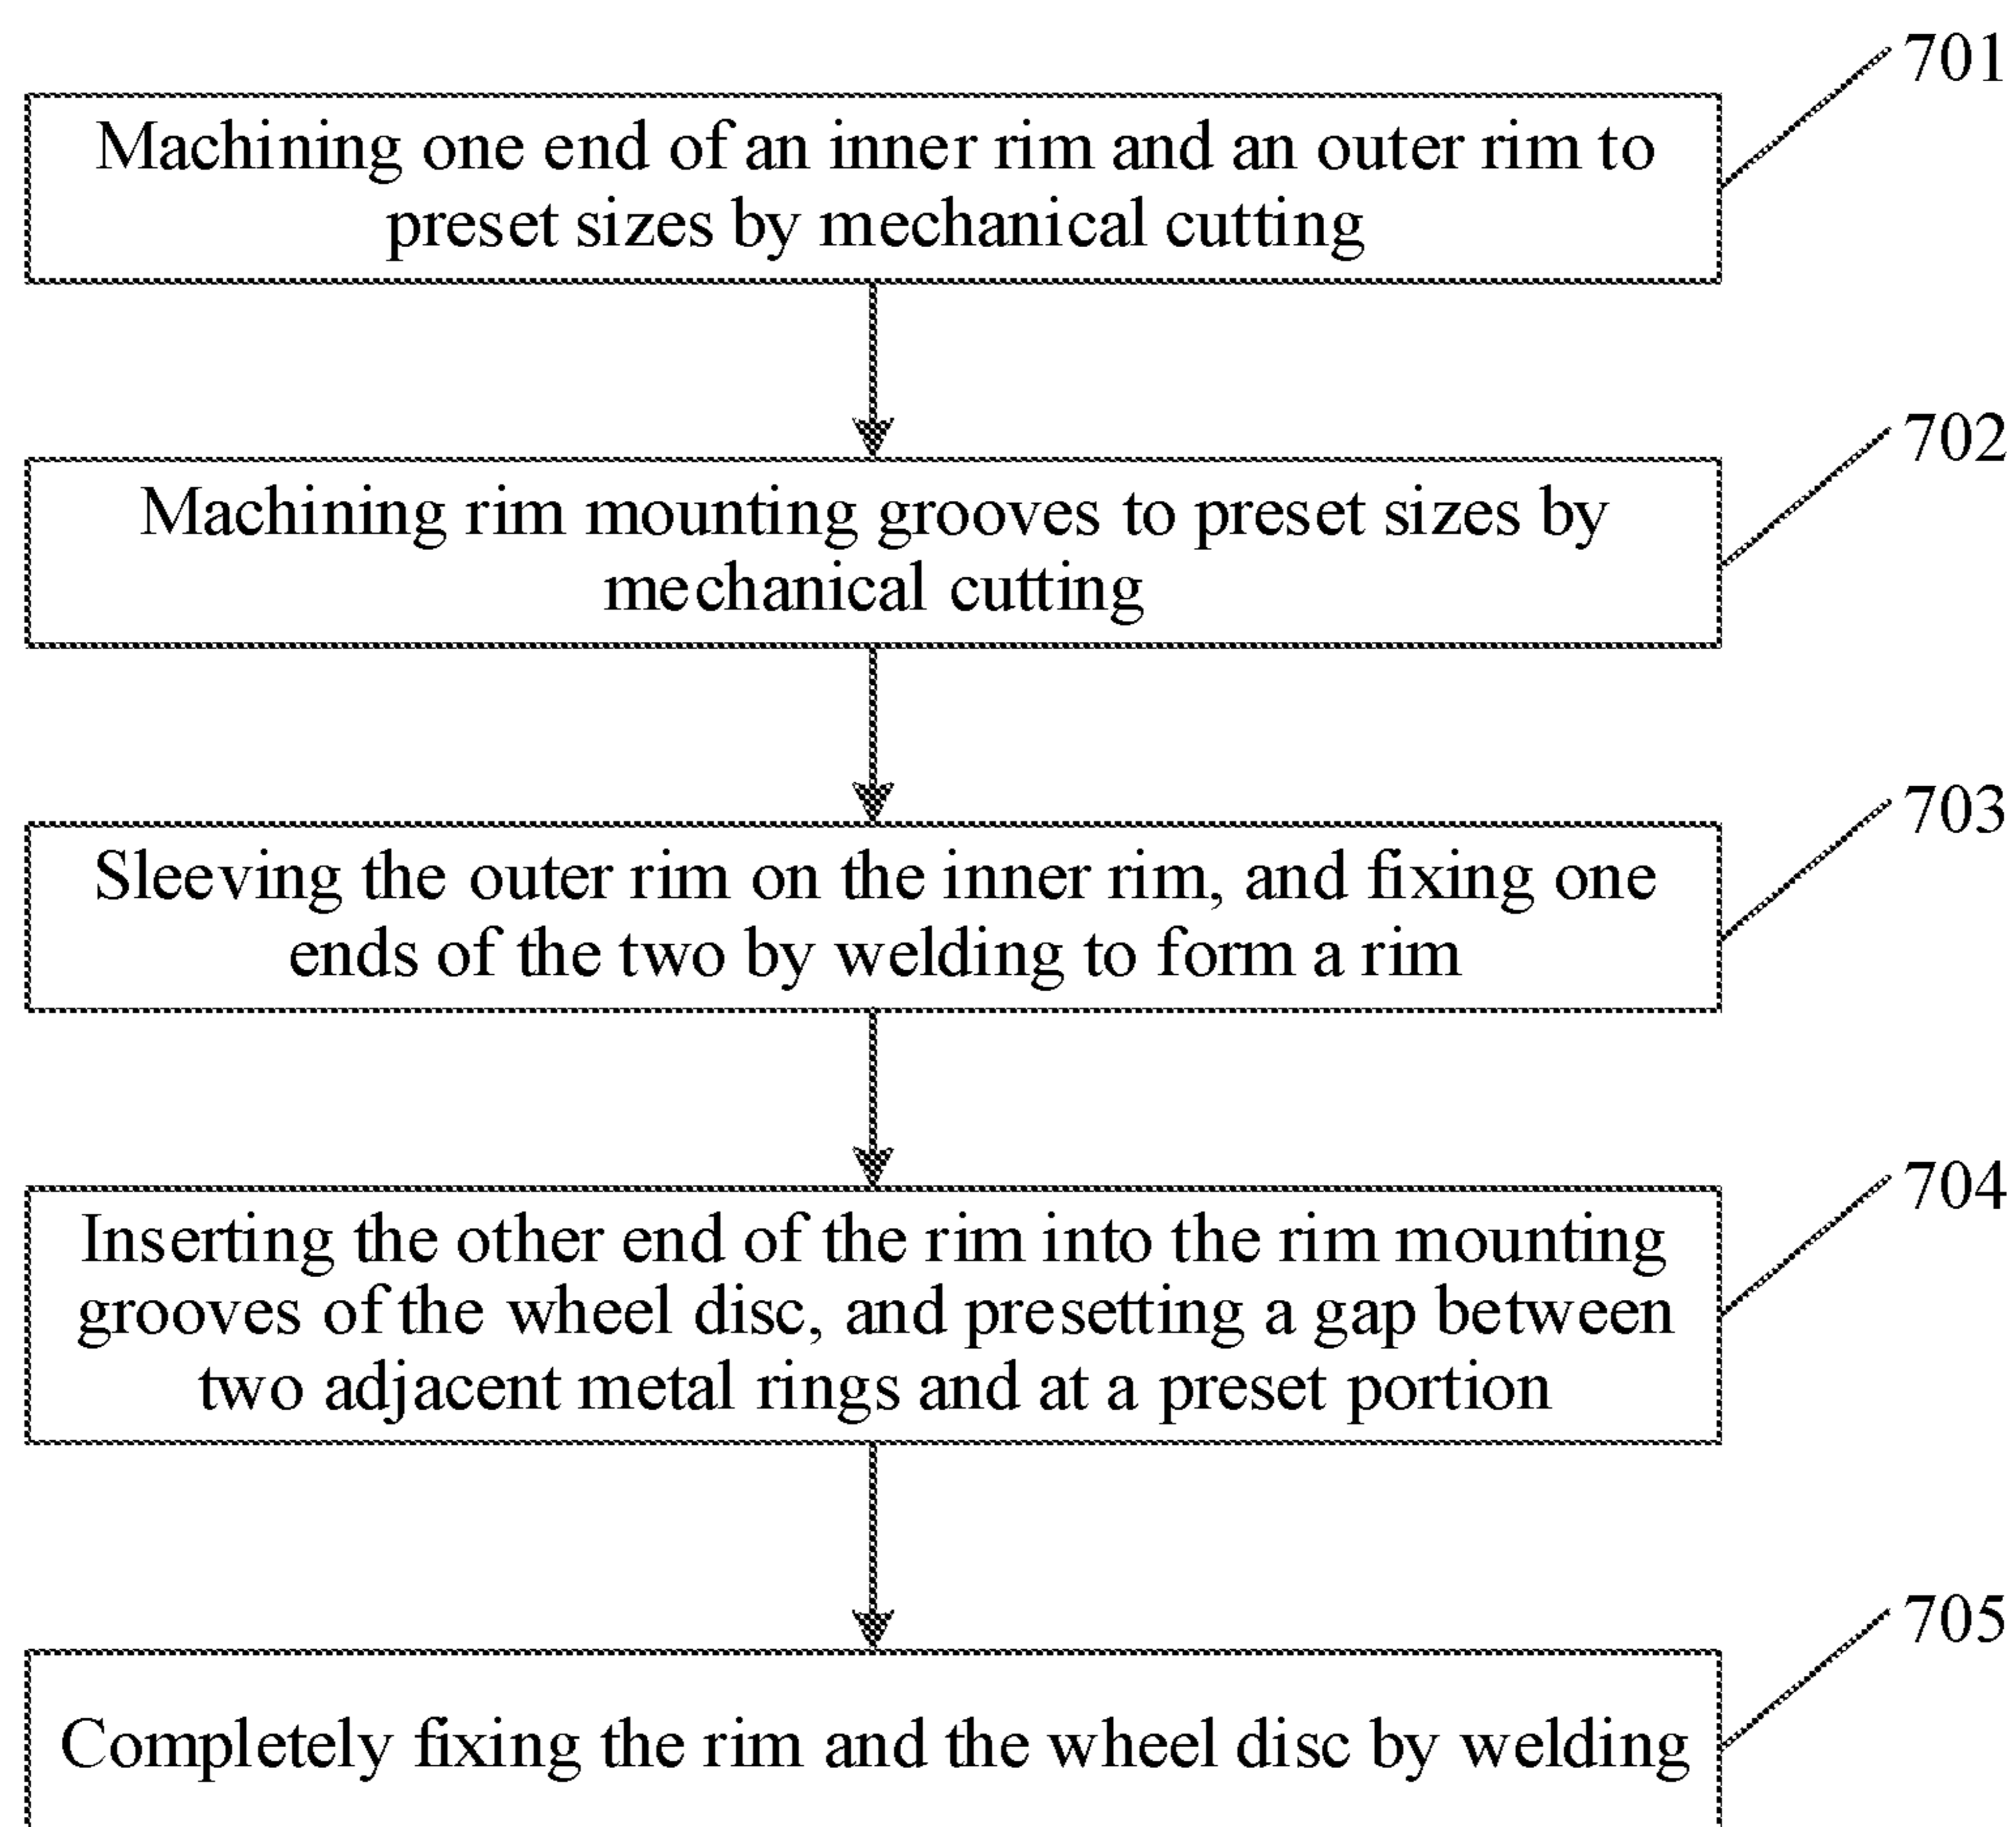 701
Machining one end of an inner rim and an outer rim to
preset sizes by mechanical cutting
702
Machining rim mounting grooves to preset sizes by
mechanical cutting
703
Sleeving the outer rim on the inner rim, and fixing one
ends of the two by welding to form a rim
704
Inserting the other end of the rim into the rim mounting
grooves of the wheel disc, and presetting a gap between
two adjacent metal rings and at a preset portion
705
Completely fixing the rim and the wheel disc by welding